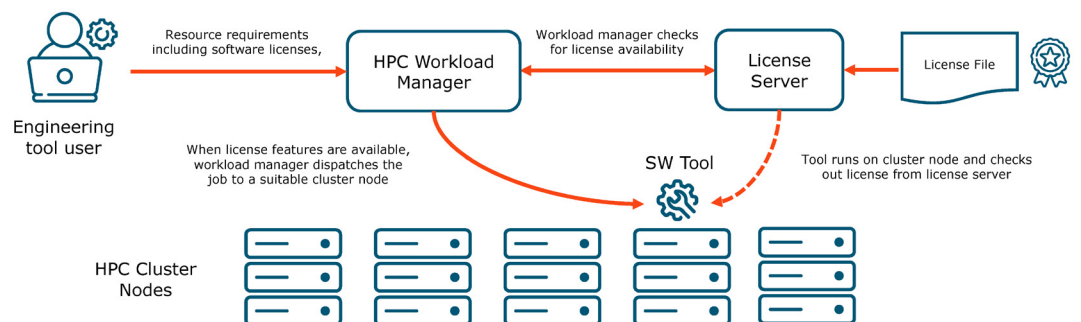 Resource requirements
including software licenses,
Workload manager checks
for license availability
HPC Workload
Manager
License
Server
License File
Engineering
tool user
When license features are available,
workload manager dispatches the
job to a suitable cluster node
SW Tool
Tool runs on cluster node and checks
out license from license server
HPC Cluster
Nodes